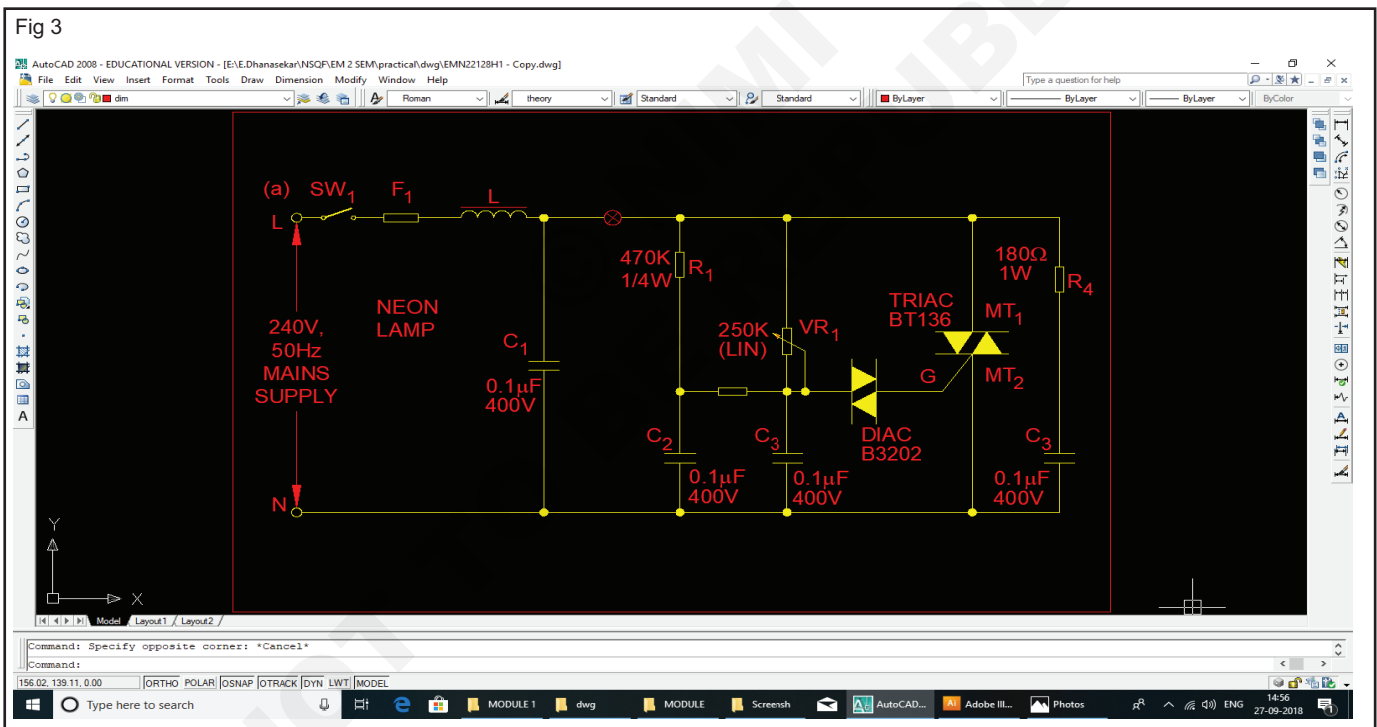 Fig 3
AutoCAD 2008 - EDUCATIONAL VERSION - [E:\E.Dhanasekar\NSQF\EM 2 SEM\practical\dwg\EMN22128H1 - Copy.dwg]
File Edit View Insert Format Tools Draw Dimension Modify Window Help
Type a question for help
dim
Roman
theory
Standard
Standard
ByLayer
ByLayer
ByLayer
ByColor
(a) SW1 F1 L
L
470K
1/4W
R1
180Ω
1W
R4
NEON
LAMP
240V,
50Hz
MAINS
SUPPLY
C1
0.1µF
400V
250K
(LIN)
VR1
TRIAC
BT136
MT1
G
MT2
C2
0.1µF
400V
C3
0.1µF
400V
DIAC
B3202
C3
0.1µF
400V
N
Y
X
A
Model Layout1 Layout2
Command: Specify opposite corner: *Cancel*
Command:
156.02, 139.11, 0.00 ORTHO POLAR OSNAP OTRACK DYN LWT MODEL
Type here to search MODULE 1 dwg MODULE Screensh AutoCAD... Adobe Ill... Photos ENG 14:56
27-09-2018